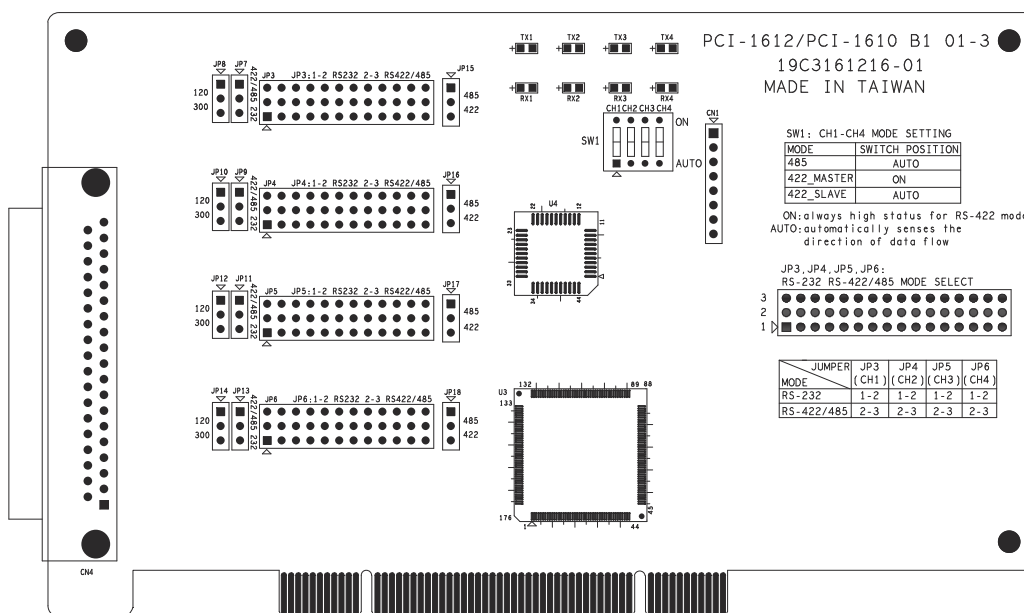 TX1 TX2 TX3 TX4
PCI-1612/PCI-1610 B1 01-3
19C3161216-01
MADE IN TAIWAN
RX1 RX2 RX3 RX4
JP8 JP7
120
300
422/485 232
JP3 JP3:1-2 RS232 2-3 RS422/485
JP15
485
422
CH1 CH2 CH3 CH4
ON
SW1
AUTO
CN1
SW1: CH1-CH4 MODE SETTING
MODE SWITCH POSITION
485 AUTO
422_MASTER ON
422_SLAVE AUTO
ON:always high status for RS-422 mode
AUTO:automatically senses the
direction of data flow
JP10 JP9
120
300
422/485 232
JP4 JP4:1-2 RS232 2-3 RS422/485
JP16
485
422
U4
22 12
23 11
33
34 44
JP3,JP4,JP5,JP6:
RS-232 RS-422/485 MODE SELECT
3
2
1
JP12 JP11
120
300
422/485 232
JP5 JP5:1-2 RS232 2-3 RS422/485
JP17
485
422
JUMPER JP3 JP4 JP5 JP6
MODE (CH1) (CH2) (CH3) (CH4)
RS-232 1-2 1-2 1-2 1-2
RS-422/485 2-3 2-3 2-3 2-3
JP14 JP13
120
300
422/485 232
JP6 JP6:1-2 RS232 2-3 RS422/485
JP18
485
422
U3
132 89 88
133
176 45
1 44
CN4